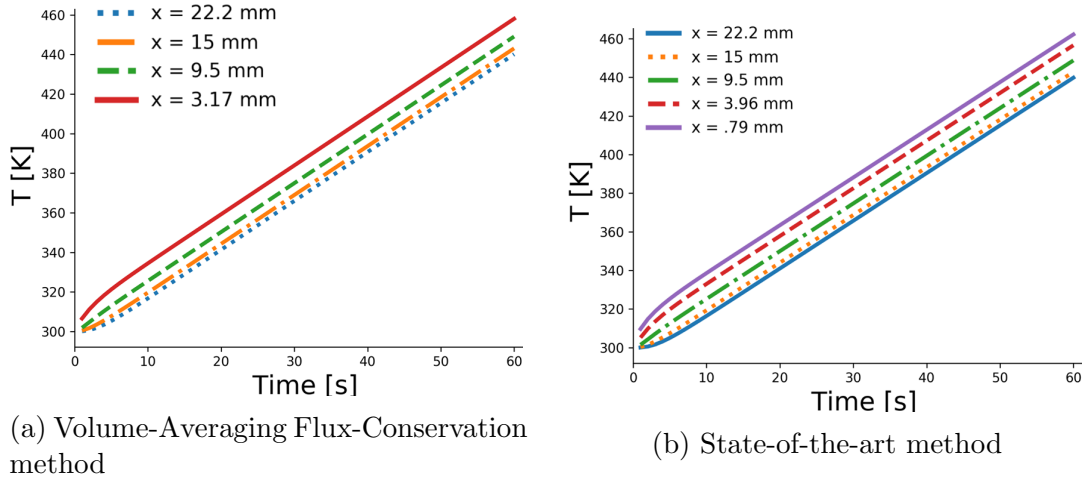 460
440
420
400
380
360
340
320
300
T [K]
x = 22.2 mm
x = 15 mm
x = 9.5 mm
x = 3.17 mm
0
10
20
30
40
50
60
Time [s]
(a) Volume-Averaging Flux-Conservation
method
460
440
420
400
380
360
340
320
300
T [K]
x = 22.2 mm
x = 15 mm
x = 9.5 mm
x = 3.96 mm
x = .79 mm
0
10
20
30
40
50
60
Time [s]
(b) State-of-the-art method